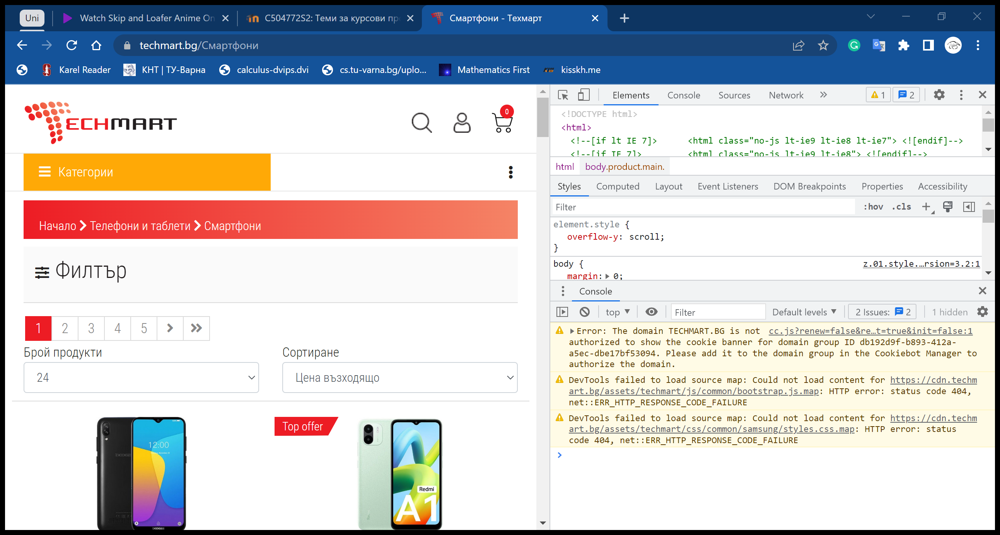 Uni
Watch Skip and Loafer Anime On
C504772S2: Теми за курсови про
Смартфони - Техмарт
techmart.bg/Смартфони
Karel Reader
КНТ | ТУ-Варна
calculus-dvips.dvi
cs.tu-varna.bg/uplo...
Mathematics First
kisskh.me
ECHMART
0
Категории
Начало
Телефони и таблети
Смартфони
Филтър
1 2 3 4 5
Брой продукти
Сортиране
24
Цена възходящо
Top offer
12:00
DOOGEE
DOOGEE
Redmi
A1
Elements Console Sources Network
1
2
<!DOCTYPE html>
<html>
<!--[if lt IE 7]> <html class="no-js lt-ie9 lt-ie8 lt-ie7"> <![endif]-->
<!--[if IE 7]> <html class="no-js lt-ie9 lt-ie8"> <![endif]-->
html body.product.main.
Styles Computed Layout Event Listeners DOM Breakpoints Properties Accessibility
Filter
:hov .cls
element.style {
overflow-y: scroll;
}
body {
z.01.style.…rsion=3.2:1
margin: 0;
Console
top
Filter
Default levels
2 Issues: 2
1 hidden
Error: The domain TECHMART.BG is not cc.js?renew=false&re…t=true&init=false:1
authorized to show the cookie banner for domain group ID db192d9f-b893-412a-
a5ec-dbe17bf53094. Please add it to the domain group in the Cookiebot Manager to
authorize the domain.
DevTools failed to load source map: Could not load content for https://cdn.techm
art.bg/assets/techmart/js/common/bootstrap.js.map: HTTP error: status code 404,
net::ERR_HTTP_RESPONSE_CODE_FAILURE
DevTools failed to load source map: Could not load content for https://cdn.techm
art.bg/assets/techmart/css/common/samsung/styles.css.map: HTTP error: status
code 404, net::ERR_HTTP_RESPONSE_CODE_FAILURE